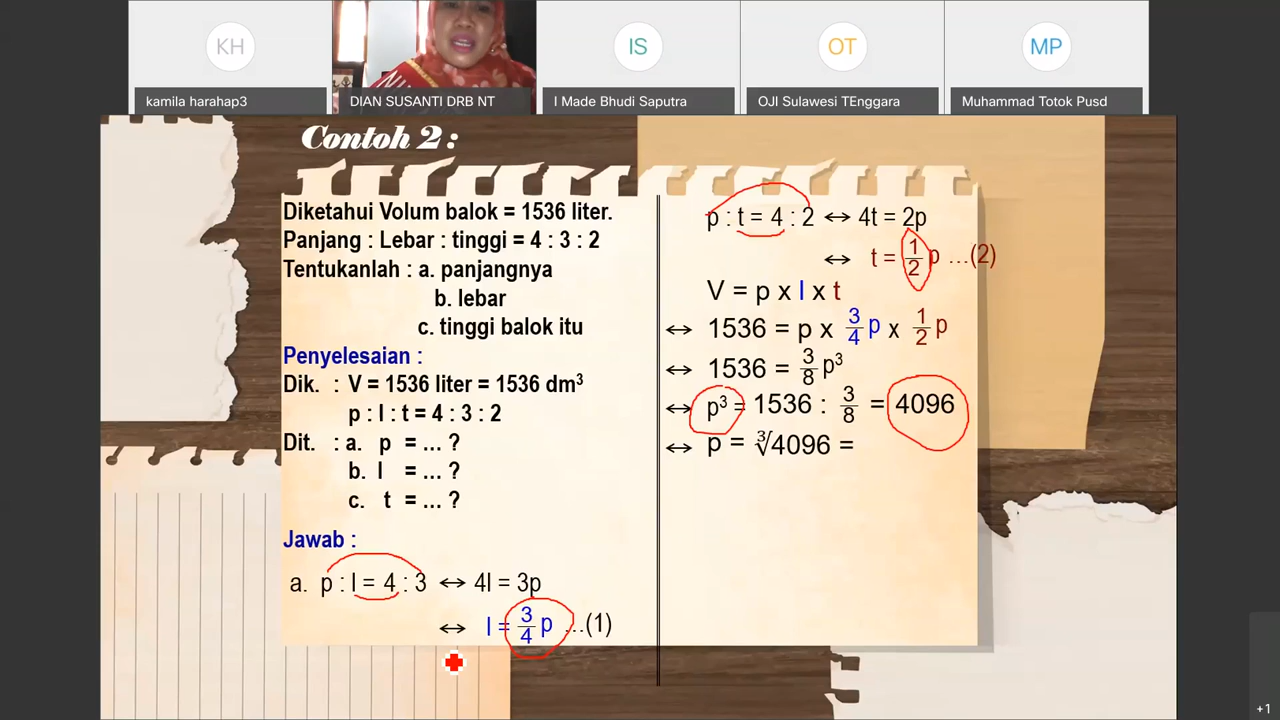 KH
IS
OT
MP
kamila harahap3
DIAN SUSANTI DRB NT
I Made Bhudi Saputra
OJI Sulawesi TEnggara
Muhammad Totok Pusd
Contoh 2 :
Diketahui Volum balok = 1536 liter.
Panjang : Lebar : tinggi = 4 : 3 : 2
Tentukanlah : a. panjangnya
b. lebar
c. tinggi balok itu
Penyelesaian :
Dik. : V = 1536 liter = 1536 dm³
p : l : t = 4 : 3 : 2
Dit. : a. p = ... ?
b. l = ... ?
c. t = ... ?
Jawab :
a. p : l = 4 : 3 ↔ 4l = 3p
↔ l = 3/4 p ...(1)
p : t = 4 : 2 ↔ 4t = 2p
↔ t = 1/2 p ...(2)
V = p x l x t
↔ 1536 = p x 3/4 p x 1/2 p
↔ 1536 = 3/8 p³
↔ p³ = 1536 : 3/8 = 4096
↔ p = ∛4096 =
+1